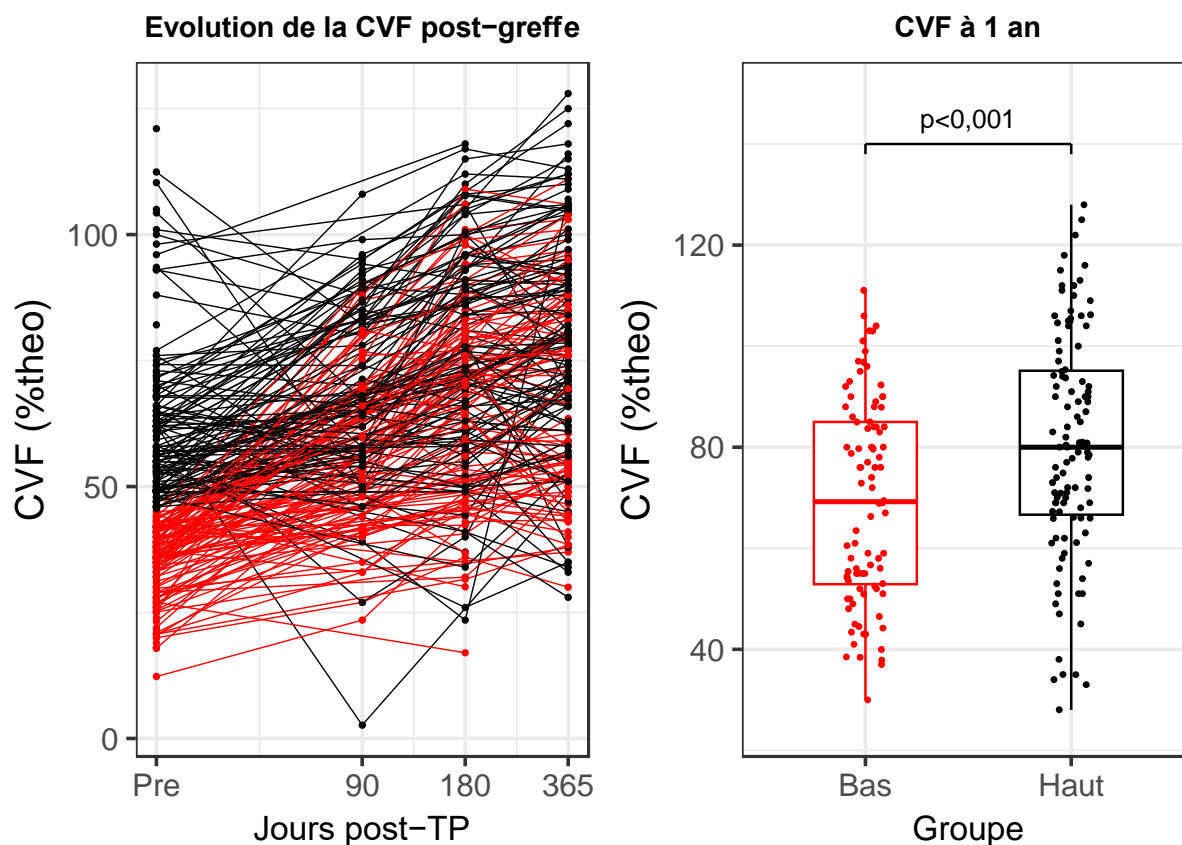 Evolution de la CVF post−greffe
CVF (%theo)
100
50
0
Pre
90
180
365
Jours post−TP
CVF à 1 an
p<0,001
CVF (%theo)
120
80
40
Bas
Haut
Groupe